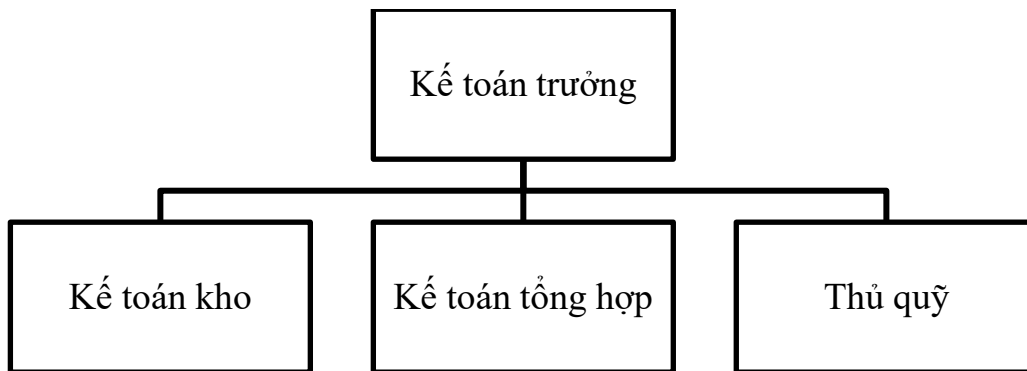 Kế toán trưởng
Kế toán kho
Kế toán tổng hợp
Thủ quỹ